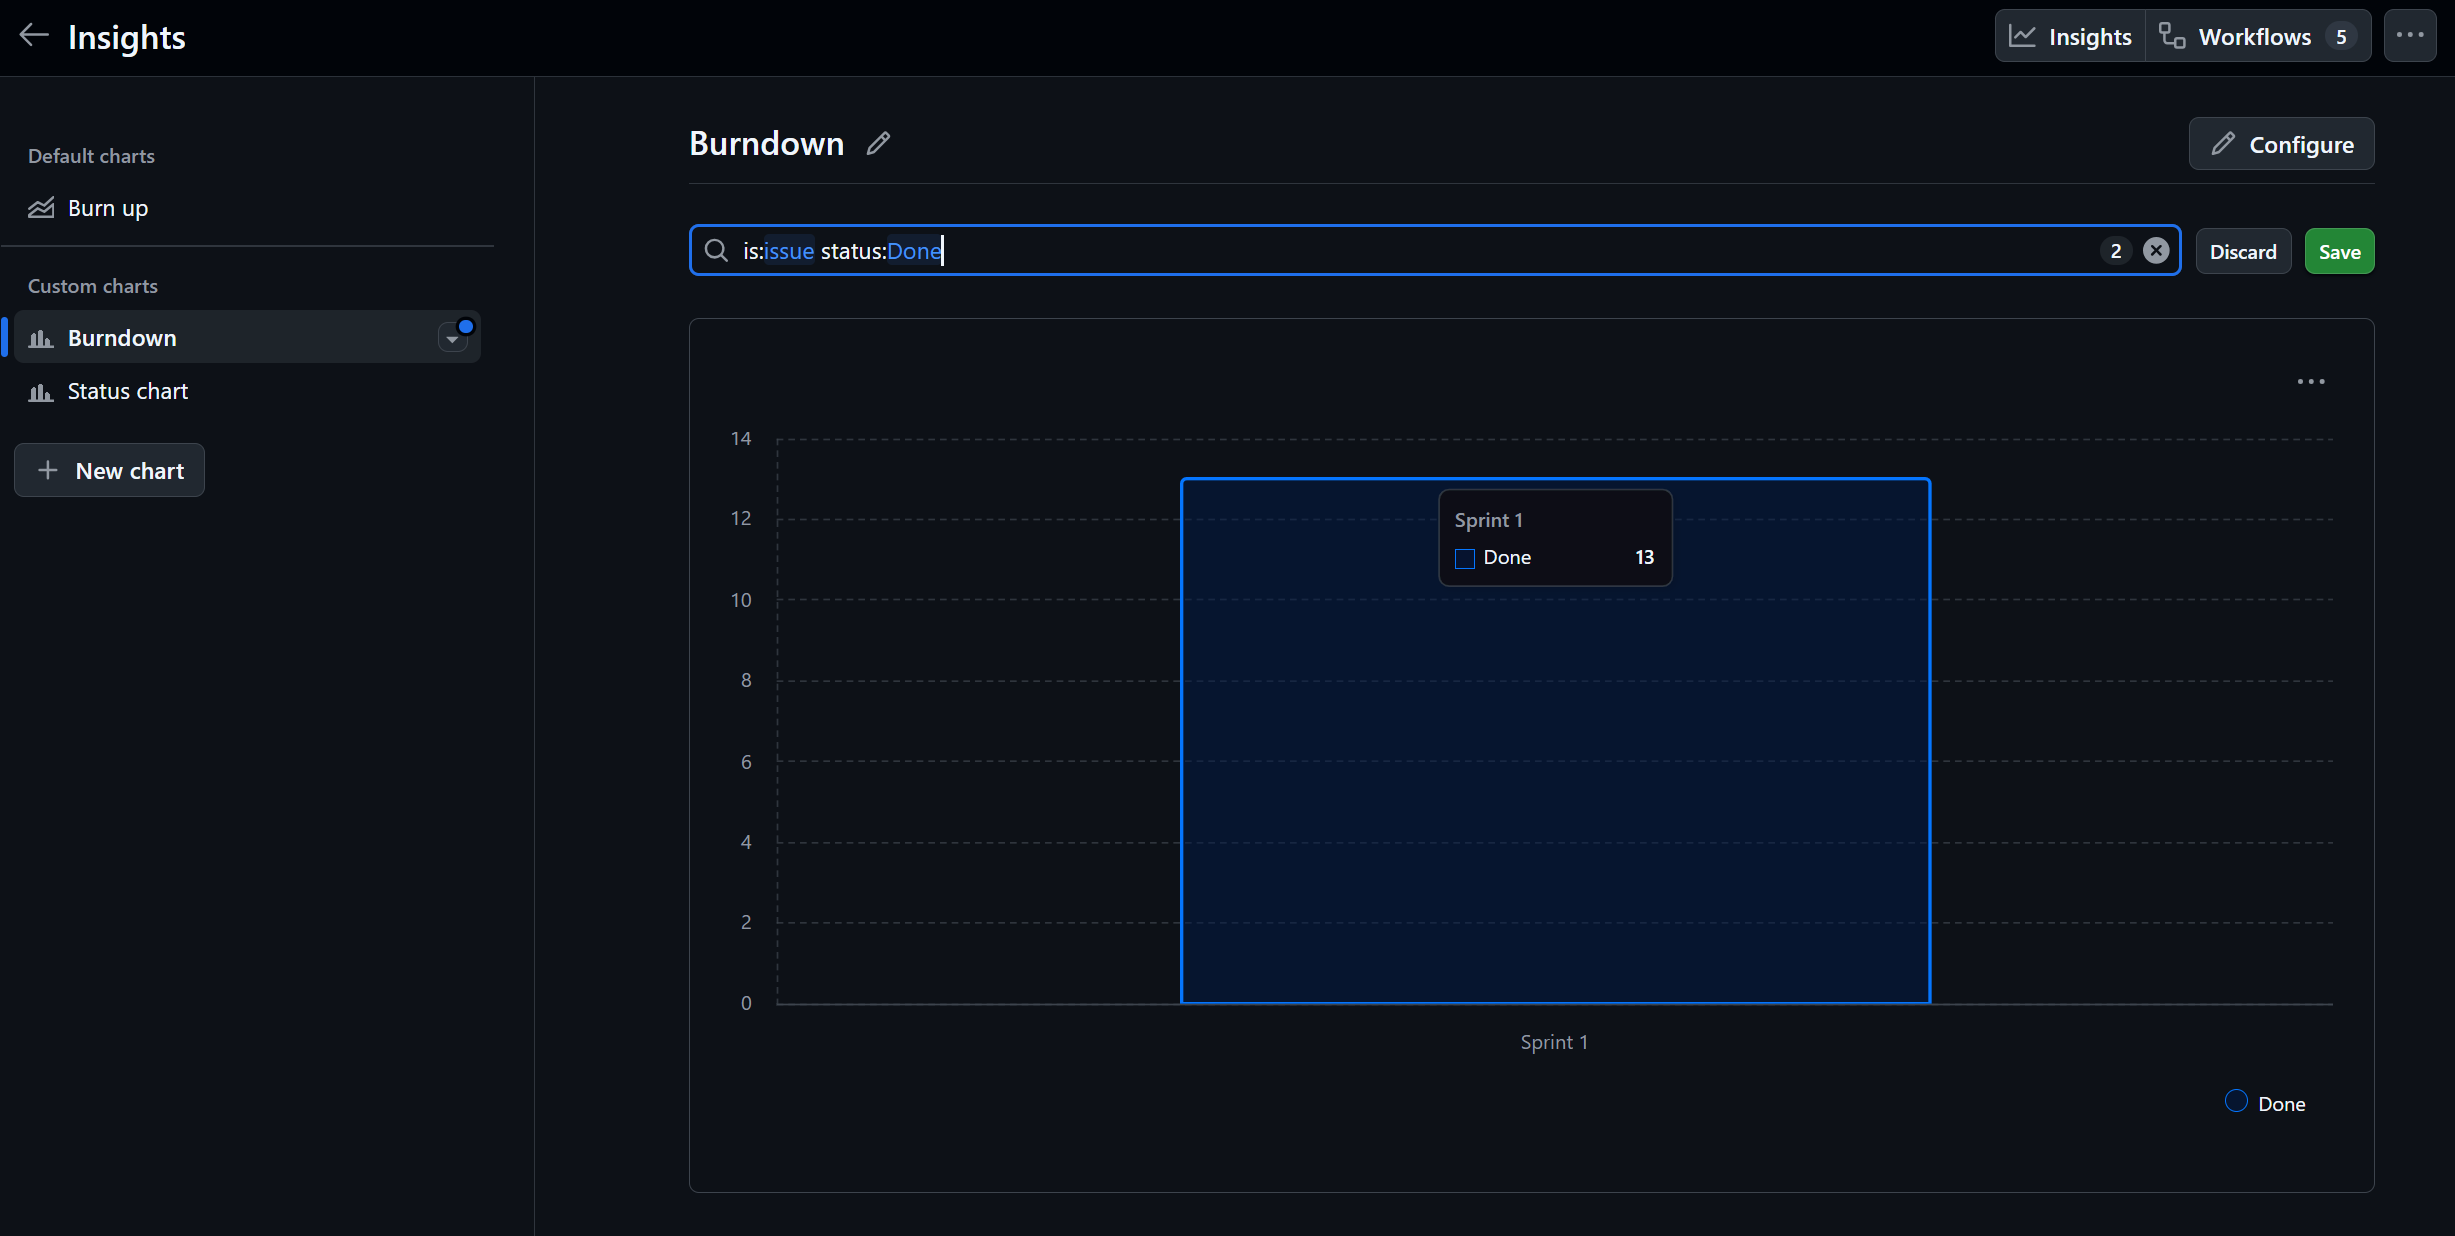 Insights
Insights
Workflows 5
Default charts
Burn up
Custom charts
Burndown
Status chart
New chart
Burndown
Configure
is:issue status:Done
2
Discard
Save
14
12
10
8
6
4
2
0
Sprint 1
Done 13
Sprint 1
Done